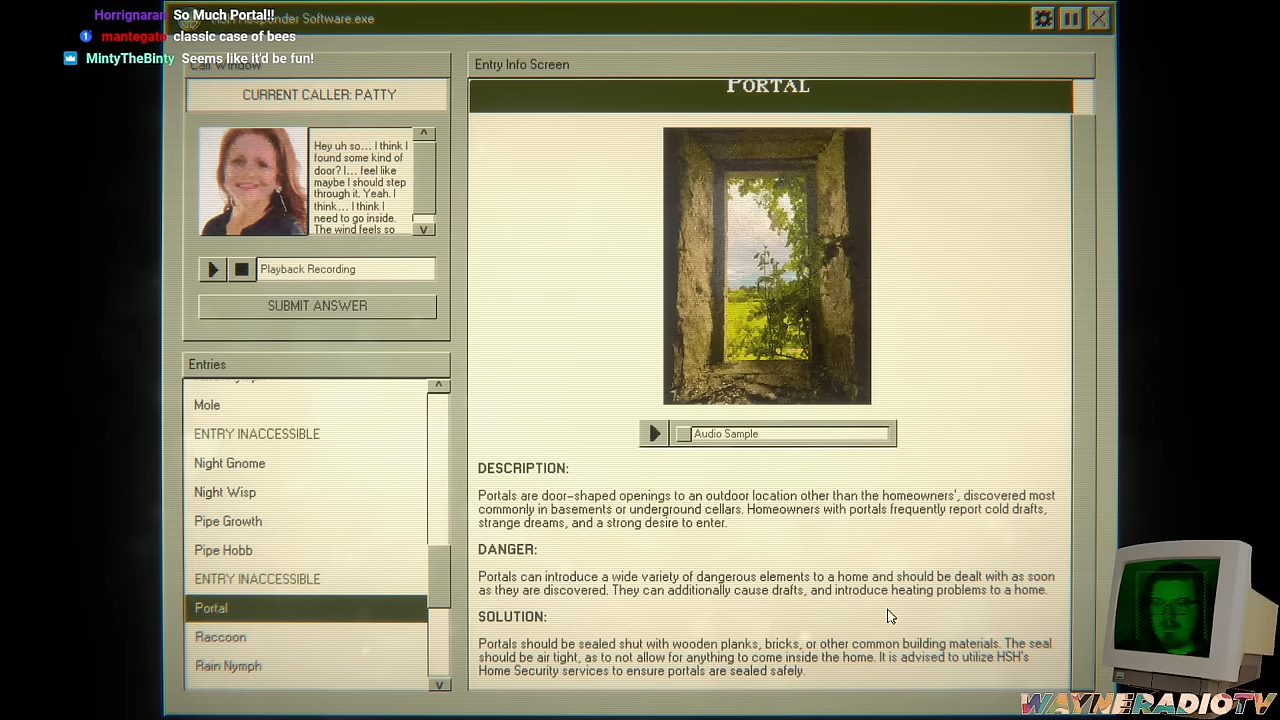 Horrignaran So Much Portal!!
Responder Software.exe
mantegato classic case of bees
MintyTheBinty Seems like it'd be fun!
Call Window
Entry Info Screen
CURRENT CALLER: PATTY
Hey uh so... I think I
found some kind of
door? I... feel like
maybe I should step
through it. Yeah. I
think... I think I
need to go inside.
The wind feels so
Playback Recording
SUBMIT ANSWER
Entries
Mole
ENTRY INACCESSIBLE
Night Gnome
Night Wisp
Pipe Growth
Pipe Hobb
ENTRY INACCESSIBLE
Portal
Raccoon
Rain Nymph
PORTAL
Audio Sample
DESCRIPTION:
Portals are door-shaped openings to an outdoor location other than the homeowners', discovered most
commonly in basements or underground cellars. Homeowners with portals frequently report cold drafts,
strange dreams, and a strong desire to enter.
DANGER:
Portals can introduce a wide variety of dangerous elements to a home and should be dealt with as soon
as they are discovered. They can additionally cause drafts, and introduce heating problems to a home.
SOLUTION:
Portals should be sealed shut with wooden planks, bricks, or other common building materials. The seal
should be air tight, as to not allow for anything to come inside the home. It is advised to utilize HSH's
Home Security services to ensure portals are sealed safely.
WAYNERADIOTV